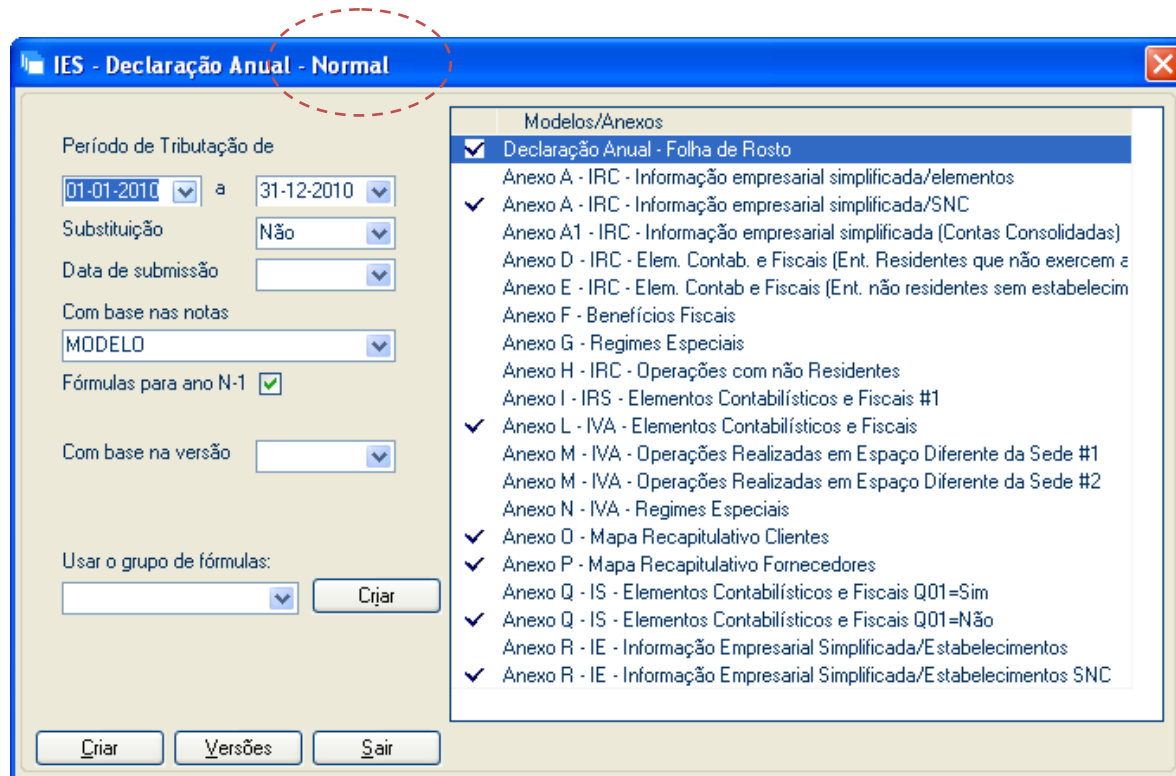 IES - Declaração Anual - Normal
Período de Tributação de
01-01-2010 a 31-12-2010
Substituição Não
Data de submissão
Com base nas notas
MODELO
Fórmulas para ano N-1
Com base na versão
Usar o grupo de fórmulas:
Criar
Criar Versões Sair
Modelos/Anexos
Declaração Anual - Folha de Rosto
Anexo A - IRC - Informação empresarial simplificada/elementos
Anexo A - IRC - Informação empresarial simplificada/SNC
Anexo A1 - IRC - Informação empresarial simplificada (Contas Consolidadas)
Anexo D - IRC - Elem. Contab. e Fiscais (Ent. Residentes que não exercem a
Anexo E - IRC - Elem. Contab e Fiscais (Ent. não residentes sem estabelecim
Anexo F - Benefícios Fiscais
Anexo G - Regimes Especiais
Anexo H - IRC - Operações com não Residentes
Anexo I - IRS - Elementos Contabilísticos e Fiscais #1
Anexo L - IVA - Elementos Contabilísticos e Fiscais
Anexo M - IVA - Operações Realizadas em Espaço Diferente da Sede #1
Anexo M - IVA - Operações Realizadas em Espaço Diferente da Sede #2
Anexo N - IVA - Regimes Especiais
Anexo O - Mapa Recapitulativo Clientes
Anexo P - Mapa Recapitulativo Fornecedores
Anexo Q - IS - Elementos Contabilísticos e Fiscais Q01=Sim
Anexo Q - IS - Elementos Contabilísticos e Fiscais Q01=Não
Anexo R - IE - Informação Empresarial Simplificada/Estabelecimentos
Anexo R - IE - Informação Empresarial Simplificada/Estabelecimentos SNC